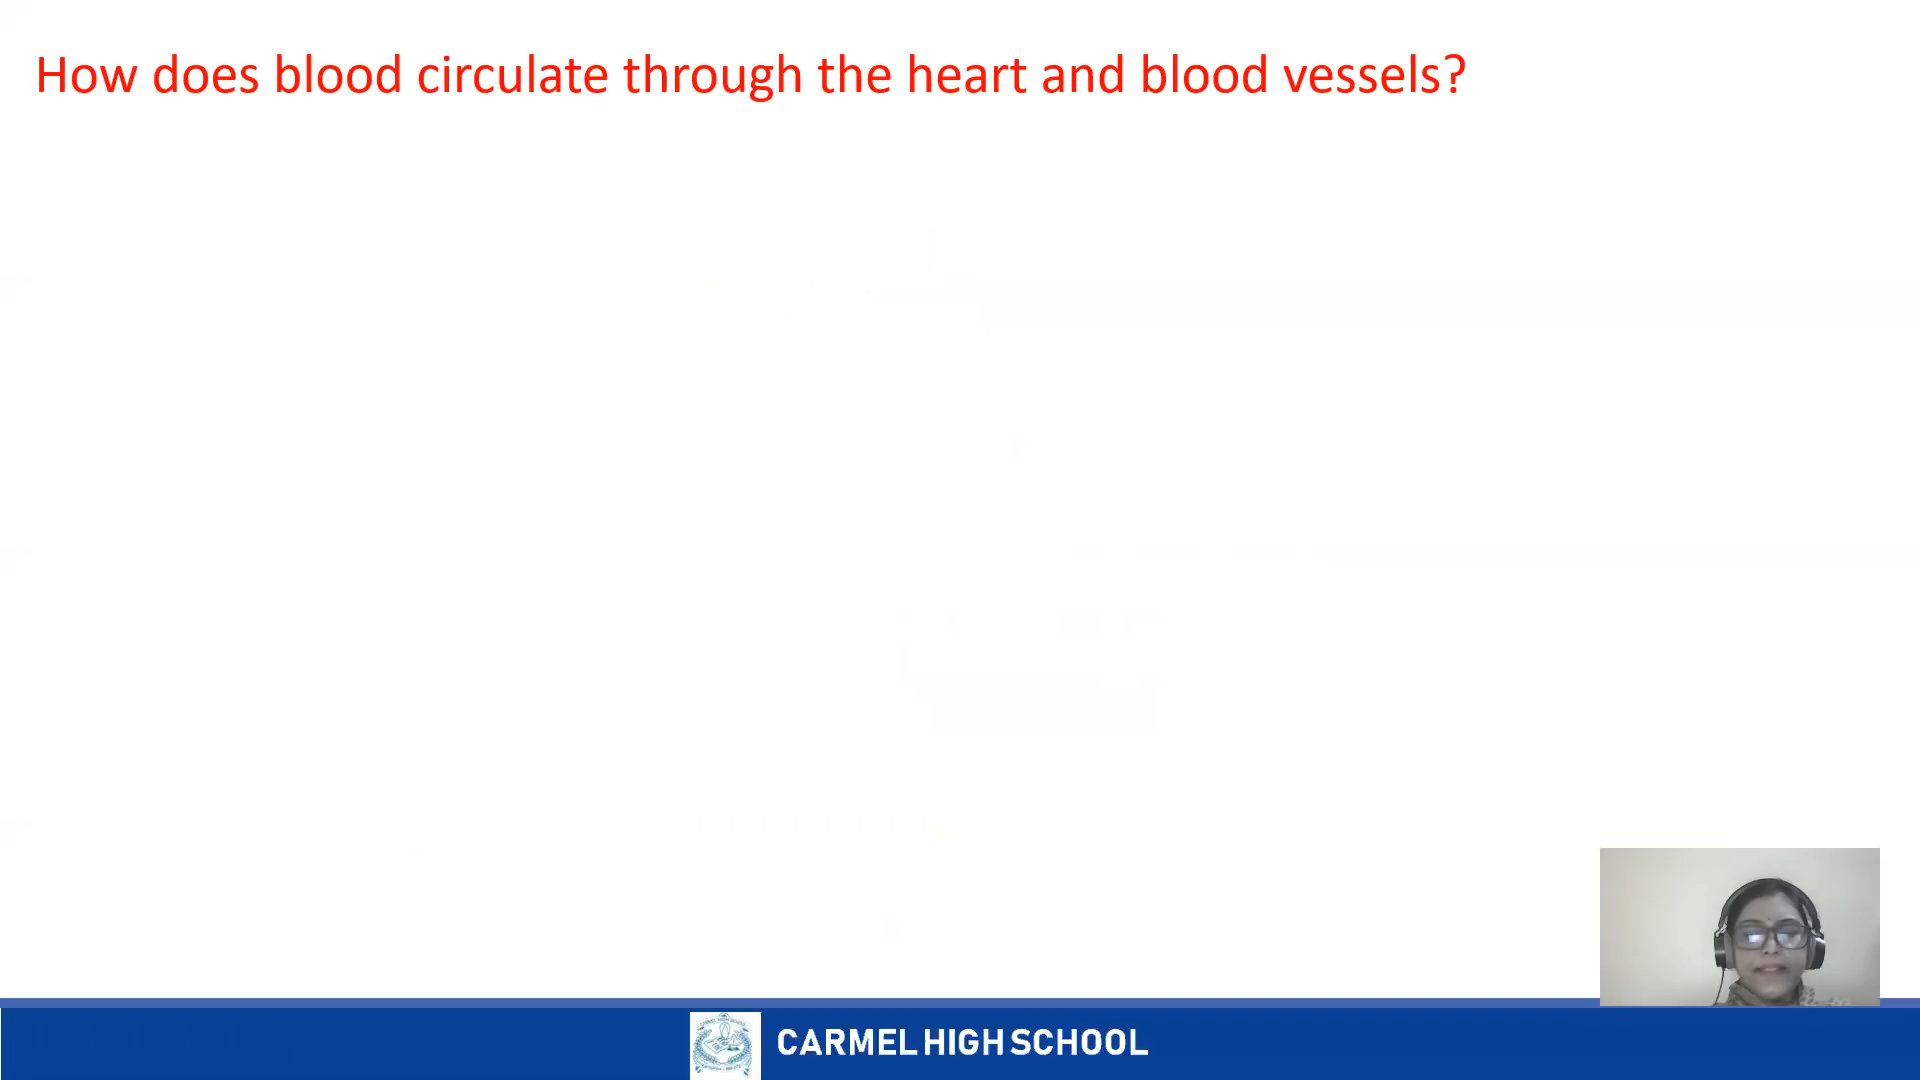 How does blood circulate through the heart and blood vessels?
CARMEL HIGH SCHOOL